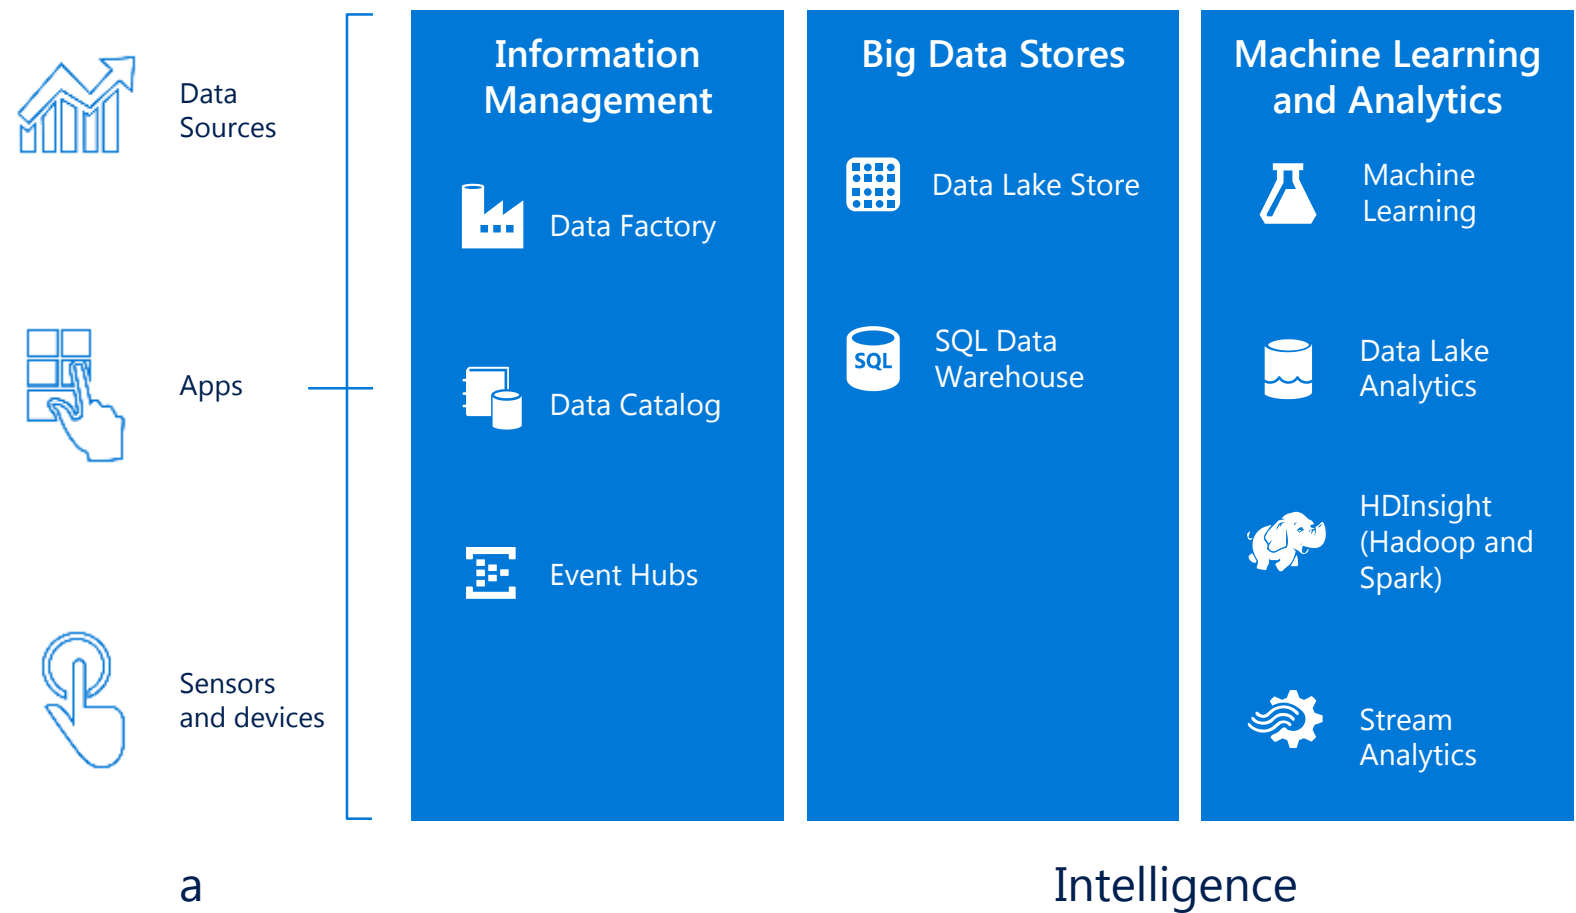 Data
Sources
Apps
Sensors
and devices
Information
Management
Data Factory
Data Catalog
Event Hubs
Big Data Stores
Data Lake Store
SQL
SQL Data
Warehouse
Machine Learning
and Analytics
Machine
Learning
Data Lake
Analytics
HDInsight
(Hadoop and
Spark)
Stream
Analytics
a
Intelligence